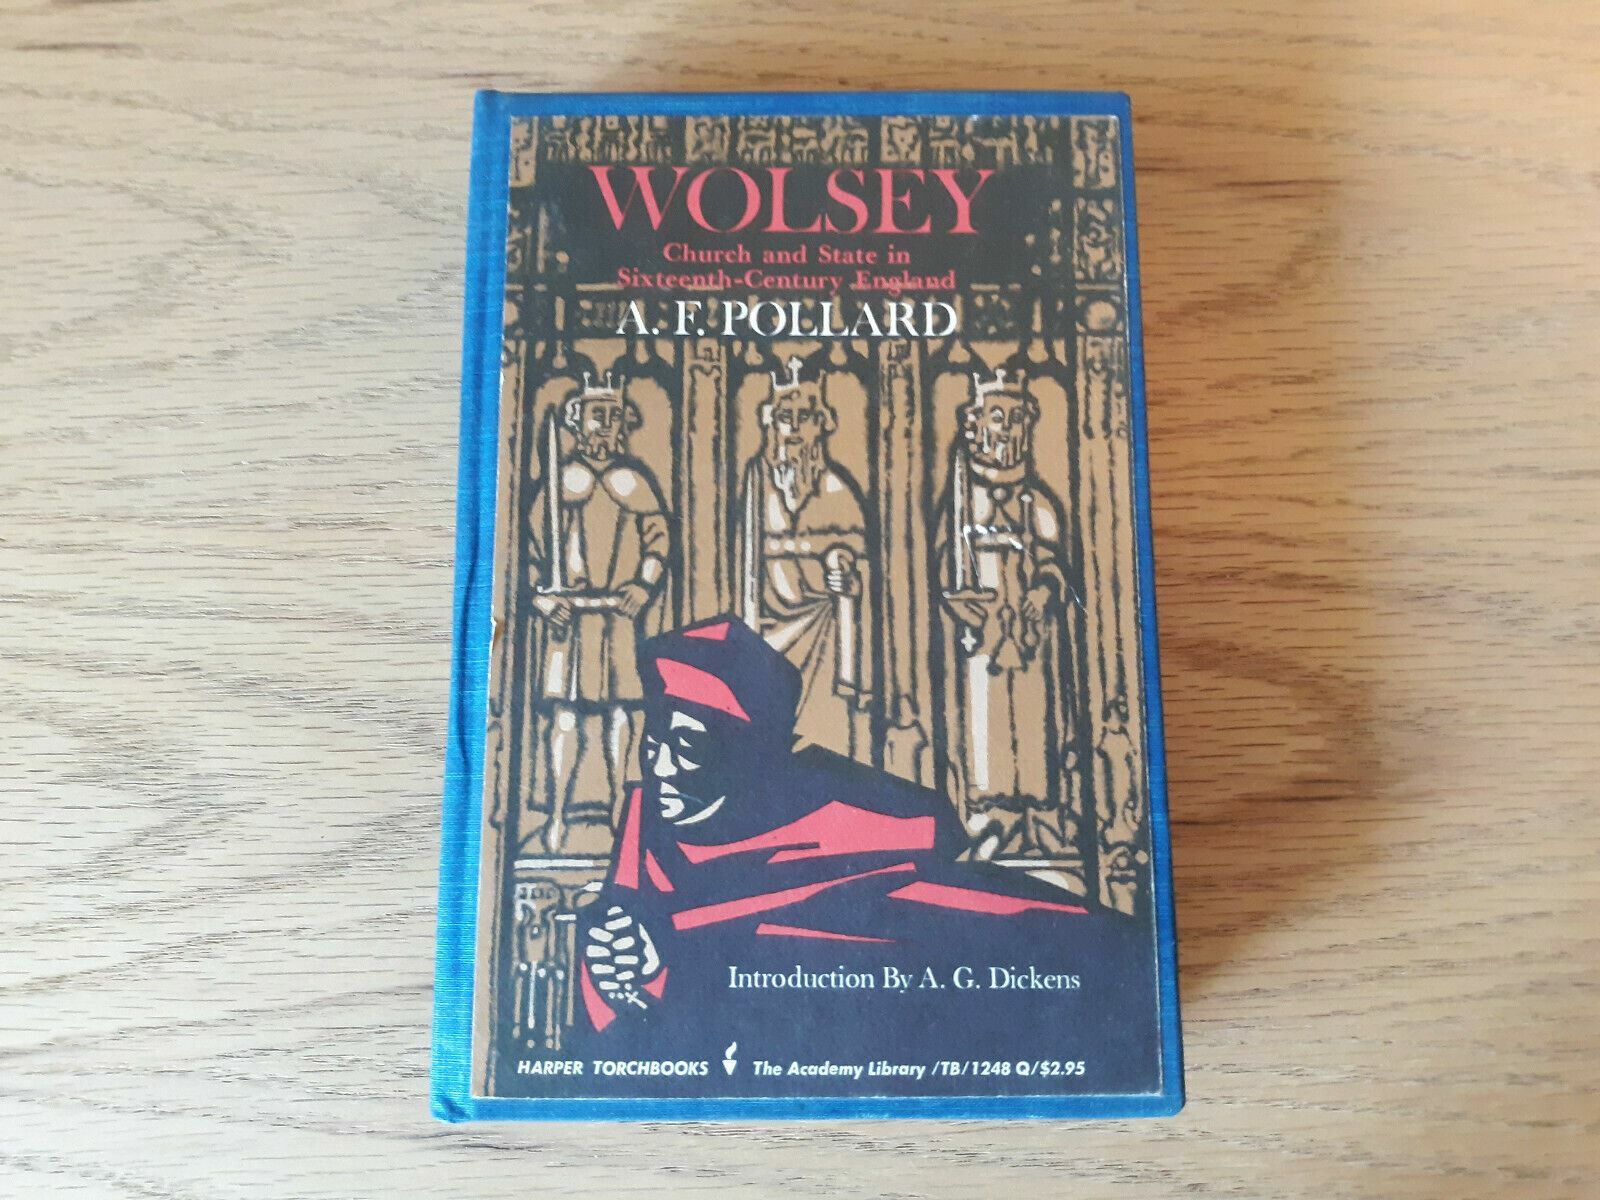 WOLSEY
Church and State in
Sixteenth-Century England
A. F. POLLARD
Introduction By A. G. Dickens
HARPER TORCHBOOKS The Academy Library /TB/1248 Q/$2.95